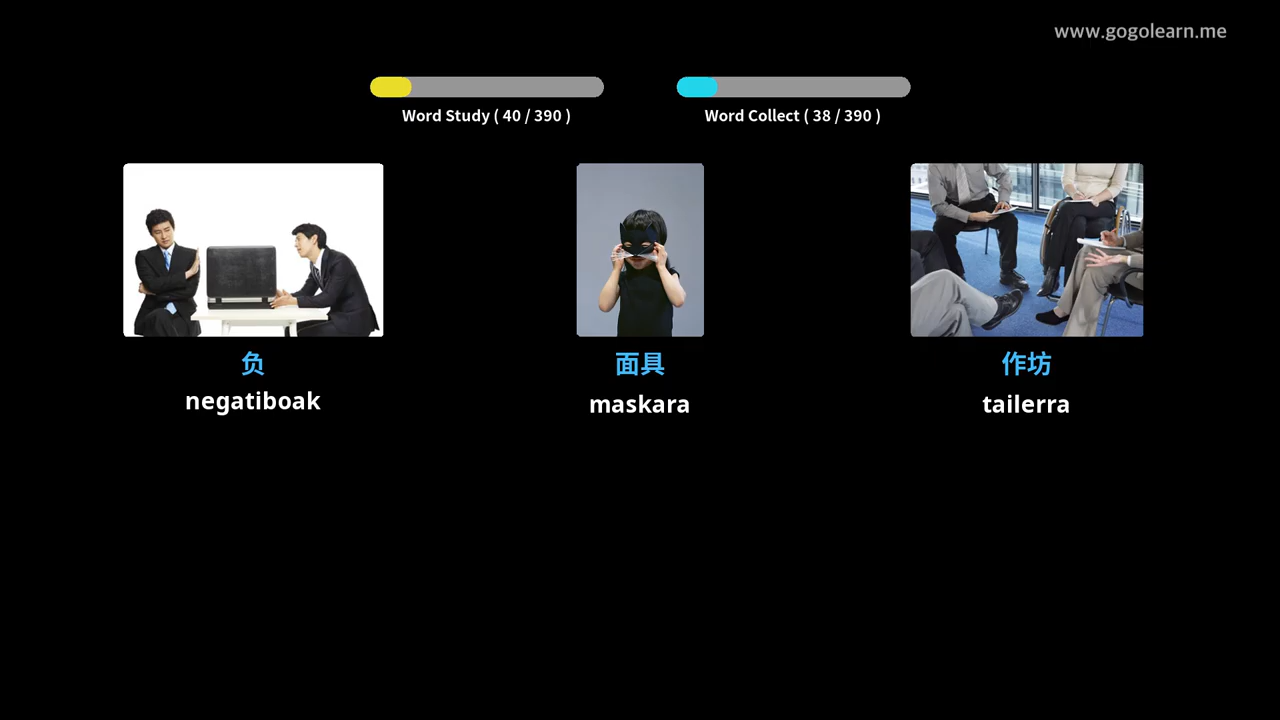 www.gogolearn.me
Word Study ( 40 / 390 )
Word Collect ( 38 / 390 )
负
面具
作坊
negatiboak
maskara
tailerra